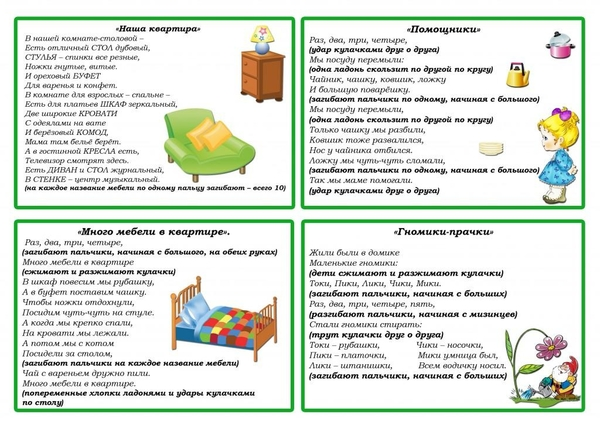 «Наша квартира»
В нашей комнате-столовой –
Есть отличный СТОЛ дубовый,
СТУЛЬЯ – спинки все резные,
Ножки гнутые, витые.
И ореховый БУФЕТ
Для варенья и конфет.
В комнате для взрослых – спальне –
Есть для платьев ШКАФ зеркальный,
Две широкие КРОВАТИ
С одеялами на вате
И берёзовый КОМОД,
Мама там бельё берёт.
А в гостиной КРЕСЛА есть,
Телевизор смотрят здесь.
Есть ДИВАН и СТОЛ журнальный,
В СТЕНКЕ – центр музыкальный.
(на каждое название мебели по одному пальцу загибают – всего 10)
«Помощники»
Раз, два, три, четыре,
(удар кулачками друг о друга)
Мы посуду перемыли:
(одна ладонь скользит по другой по кругу)
Чайник, чашку, ковшик, ложку
И большую поварёшку.
(загибают пальчики по одному, начиная с большого)
Мы посуду перемыли,
(одна ладонь скользит по другой по кругу)
Только чашку мы разбили,
Ковшик тоже развалился,
Нос у чайника отбился.
Ложку мы чуть-чуть сломали,
(загибают пальчики по одному, начиная с большого)
Так мы маме помогали.
(удар кулачками друг о друга)
«Много мебели в квартире».
Раз, два, три, четыре,
(загибают пальчики, начиная с большого, на обеих руках)
Много мебели в квартире
(сжимают и разжимают кулачки)
В шкаф повесим мы рубашку,
А в буфет поставим чашку.
Чтобы ножки отдохнули,
Посидим чуть-чуть на стуле.
А когда мы крепко спали,
На кровати мы лежали.
А потом мы с котом
Посидели за столом,
(загибают пальчики на каждое название мебели)
Чай с вареньем дружно пили.
Много мебели в квартире.
(попеременные хлопки ладонями и удары кулачками
по столу)
«Гномики-прачки»
Жили были в домике
Маленькие гномики:
(дети сжимают и разжимают кулачки)
Токи, Пики, Лики, Чики, Мики.
(загибают пальчики, начиная с больших)
Раз, два, три, четыре, пять,
(разгибают пальчики, начиная с мизинцев)
Стали гномики стирать:
(трут кулачки друг о друга)
Токи – рубашки, Чики – носочки,
Пики – платочки, Мики умница был,
Лики – штанишки, Всем водичку носил.
(загибают пальчики, начиная с больших)